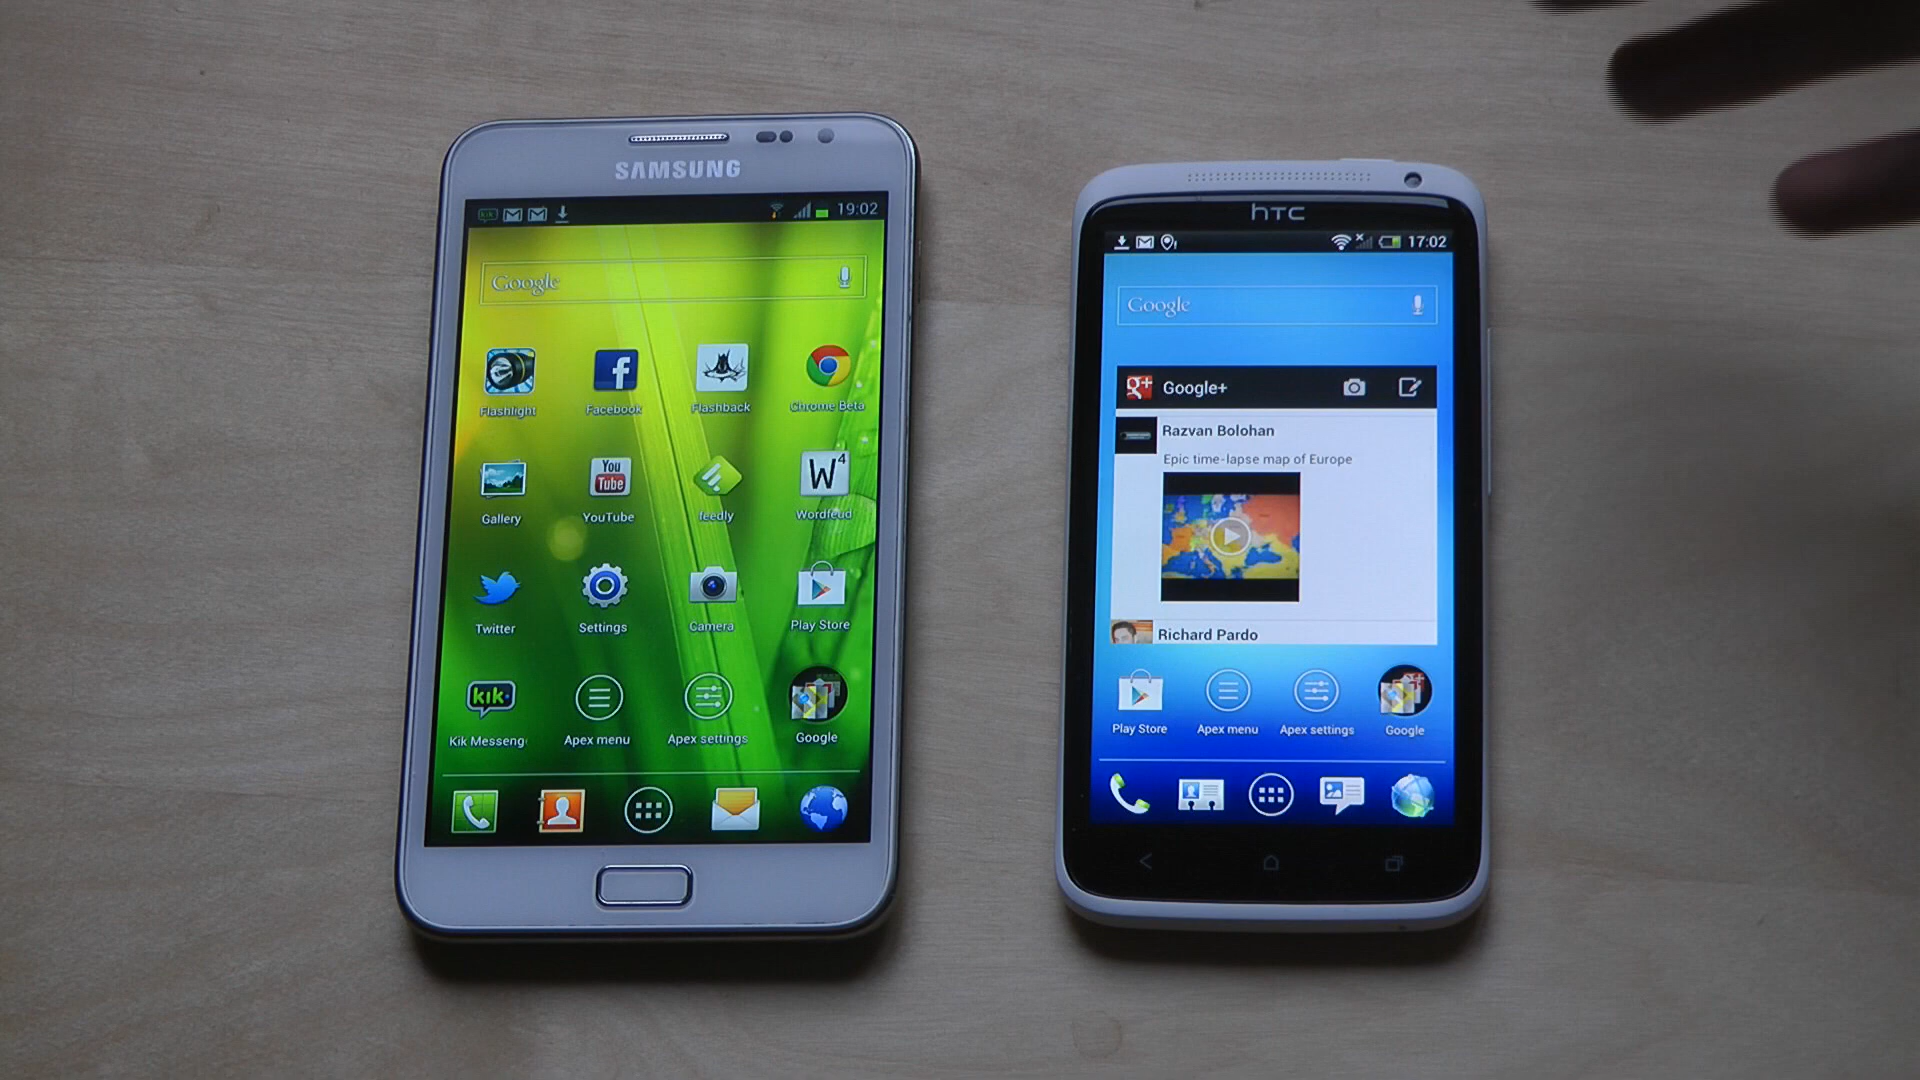 SAMSUNG
kik
19:02
Google
Flashlight
Facebook
Flashback
Chrome Beta
You
Tube
W4
Gallery
YouTube
feedly
Wordfeud
Twitter
Settings
Camera
Play Store
kik
Kik Messeng
Apex menu
Apex settings
Google
hTC
17:02
Google
g+
Google+
Razvan Bolohan
Epic time-lapse map of Europe
Richard Pardo
Play Store
Apex menu
Apex settings
Google